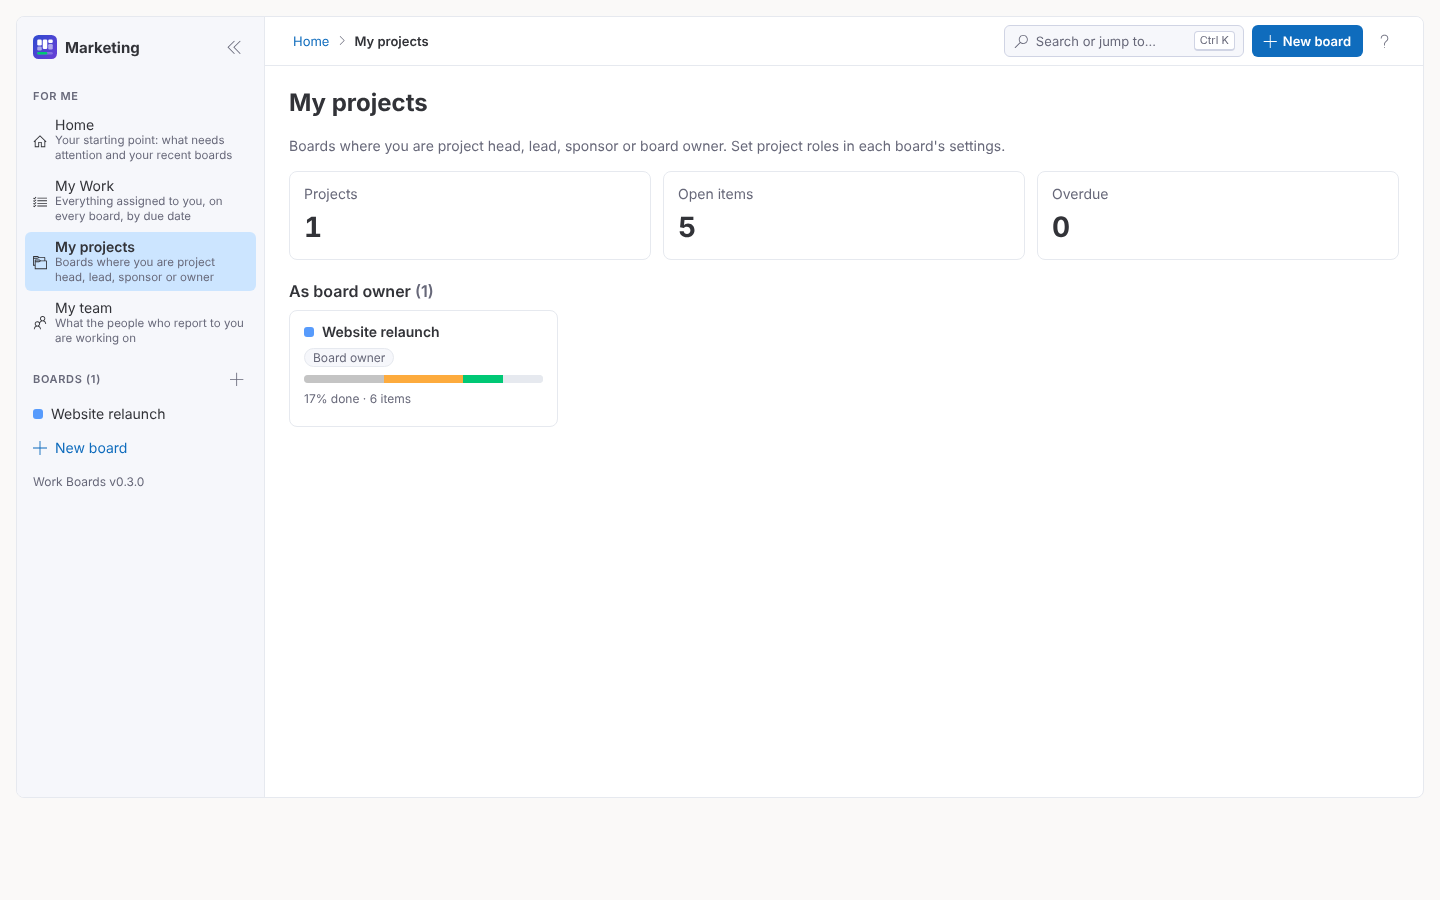 Marketing
FOR ME
Home
Your starting point: what needs
attention and your recent boards
My Work
Everything assigned to you, on
every board, by due date
My projects
Boards where you are project
head, lead, sponsor or owner
My team
What the people who report to you
are working on
BOARDS (1)
Website relaunch
New board
Work Boards v0.3.0
Home
My projects
Search or jump to...
Ctrl K
New board
?
My projects
Boards where you are project head, lead, sponsor or board owner. Set project roles in each board's settings.
Projects
1
Open items
5
Overdue
0
As board owner (1)
Website relaunch
Board owner
17% done · 6 items